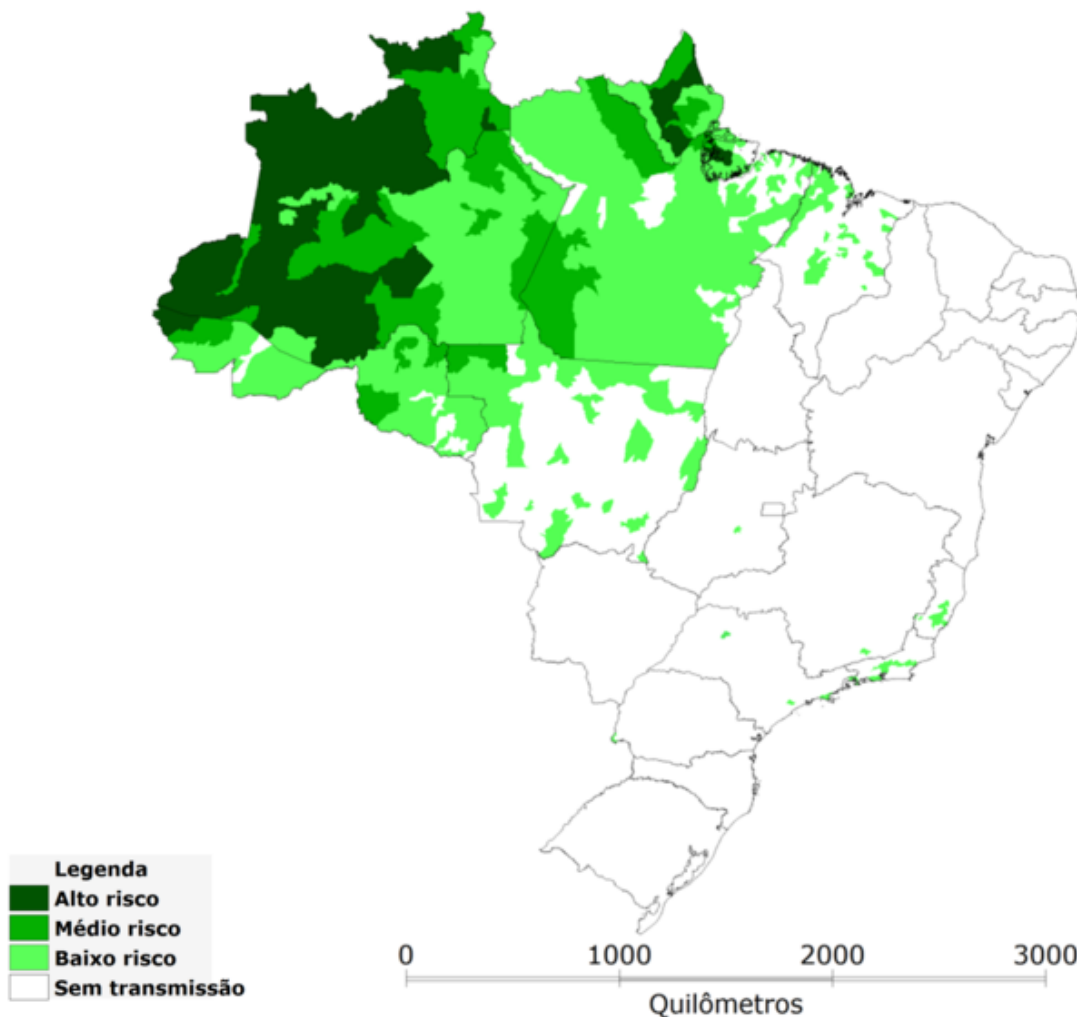 Legenda
Alto risco
Médio risco
Baixo risco
Sem transmissão
0 1000 2000 3000
Quilômetros